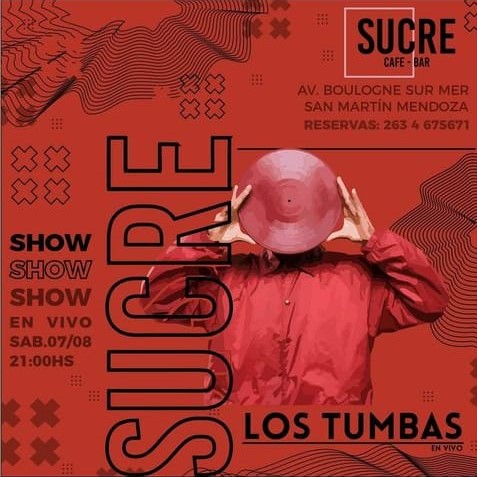 SUCRE
CAFE - BAR
AV. BOULOGNE SUR MER
SAN MARTÍN MENDOZA
RESERVAS: 263 4 675671
SUCRE
SHOW
SHOW
SHOW
EN VIVO
SAB.07/08
21:00HS
LOS TUMBAS
EN VIVO